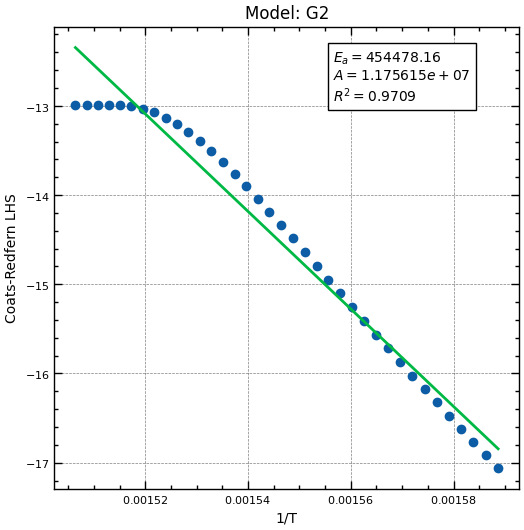 Model: G2
E_a = 454478.16
A = 1.175615e + 07
R^2 = 0.9709
Coats-Redfern LHS
−13
−14
−15
−16
−17
0.00152
0.00154
0.00156
0.00158
1/T